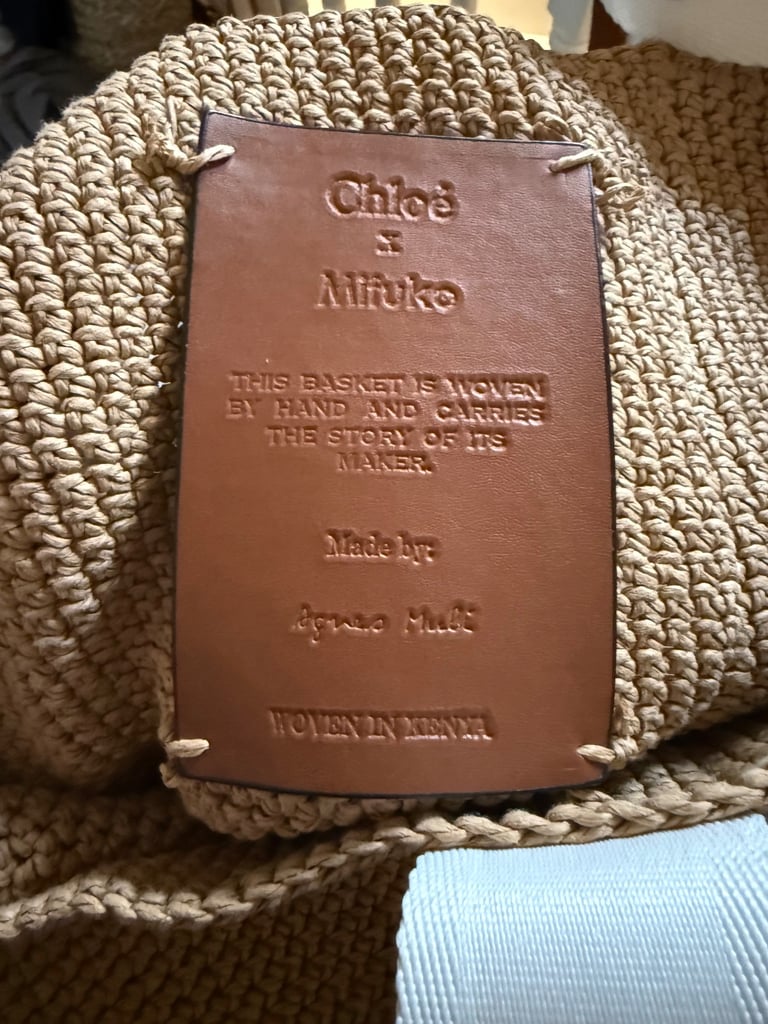 Chloé
x
Mifuko
THIS BASKET IS WOVEN
BY HAND AND CARRIES
THE STORY OF ITS
MAKER.
Made by:
Agnes Muli
WOVEN IN KENYA